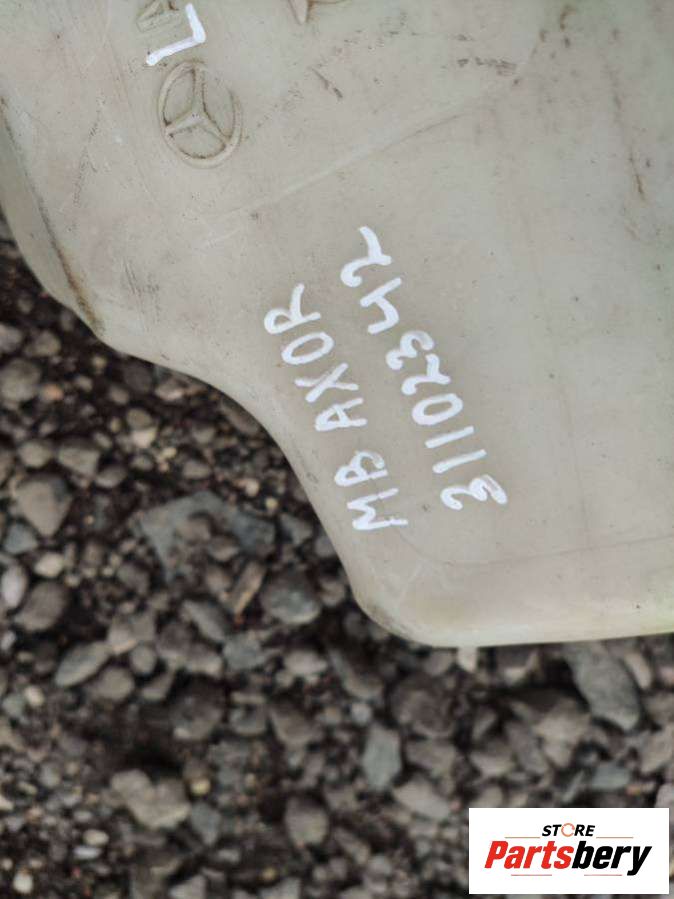 L
MB AXOR
31102342
STORE
Partsbery